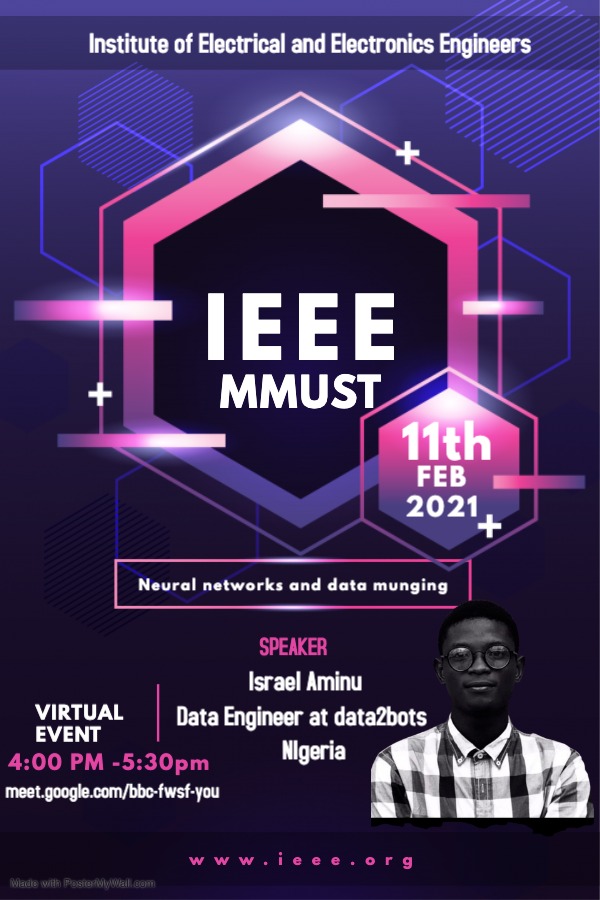 Institute of Electrical and Electronics Engineers
IEEE
MMUST
11th
FEB
2021
Neural networks and data munging
SPEAKER
Israel Aminu
Data Engineer at data2bots
NIgeria
VIRTUAL
EVENT
4:00 PM -5:30pm
meet.google.com/bbc-fwsf-you
www.ieee.org
Made with PosterMyWall.com